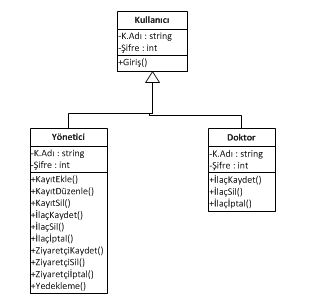 Kullanıcı
-K.Adı : string
-Şifre : int
+Giriş()
Yönetici
-K.Adı : string
-Şifre : int
+KayıtEkle()
+KayıtDüzenle()
+KayıtSil()
+İlaçKaydet()
+İlaçSil()
+İlaçİptal()
+ZiyaretçiKaydet()
+ZiyaretçiSil()
+Ziyaretçiİptal()
+Yedekleme()
Doktor
-K.Adı : string
-Şifre : int
+İlaçKaydet()
+İlaçSil()
+İlaçİptal()